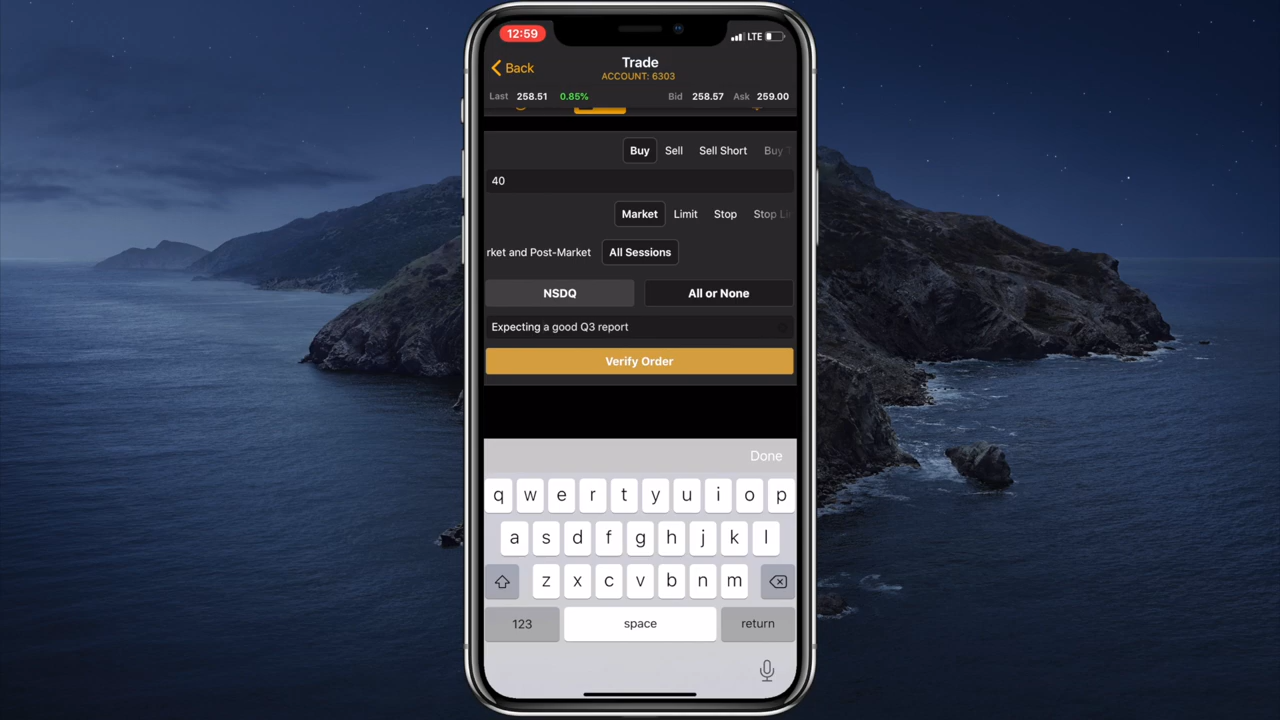 12:59 LTE
Back Trade
ACCOUNT: 6303
Last 258.51 0.85% Bid 258.57 Ask 259.00
Buy Sell Sell Short Buy
40
Market Limit Stop Stop
rket and Post-Market All Sessions
NSDQ All or None
Expecting a good Q3 report
Verify Order
Done
q w e r t y u i o p
a s d f g h j k l
z x c v b n m
123 space return